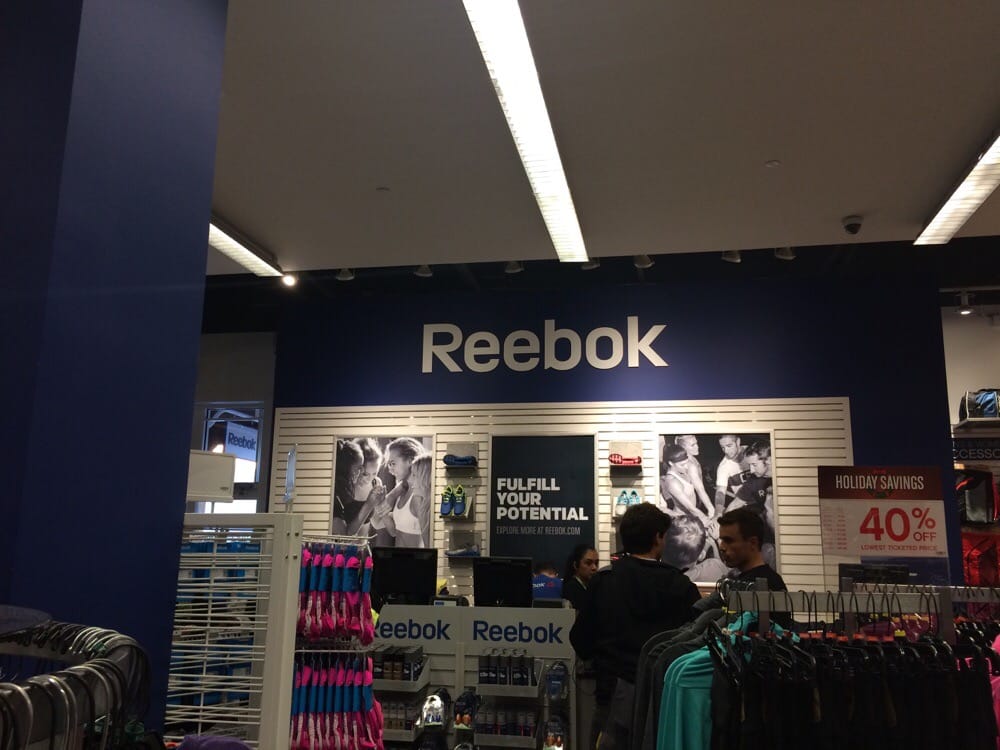 Reebok
Reebok
FULFILL
YOUR
POTENTIAL
EXPLORE MORE AT REEBOK.COM
HOLIDAY SAVINGS
40% OFF
LOWEST TICKETED PRICE
Reebok
Reebok